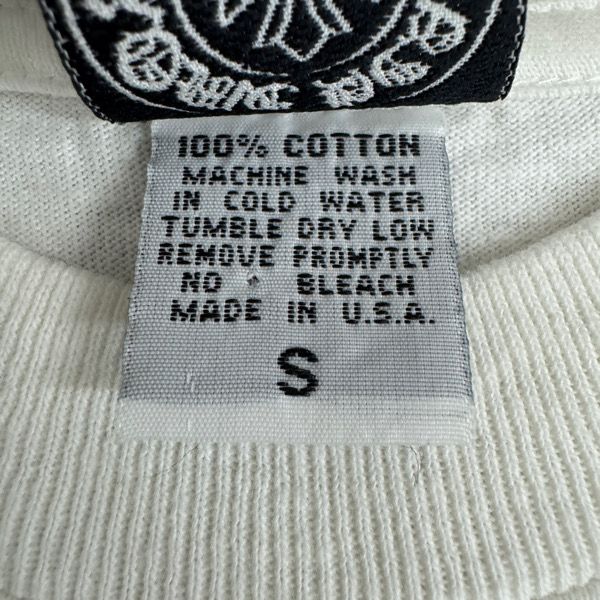 100% COTTON
MACHINE WASH
IN COLD WATER
TUMBLE DRY LOW
REMOVE PROMPTLY
NO BLEACH
MADE IN U.S.A.
S